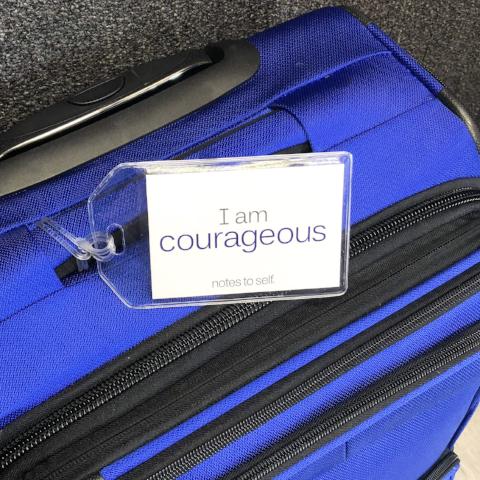 I am
courageous
notes to self.